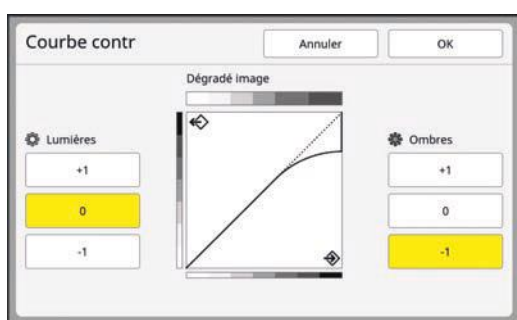 Courbe contr
Annuler
OK
Dégradé image
Lumières
+1
0
-1
Ombres
+1
0
-1